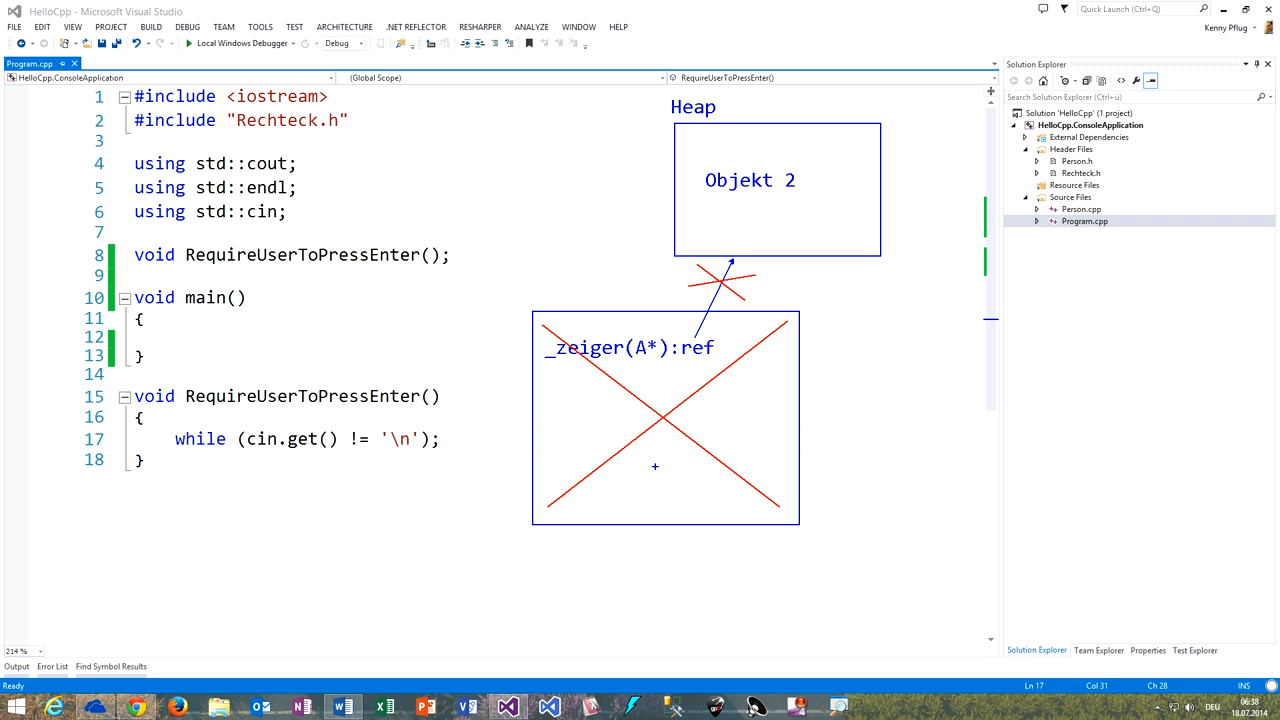 HelloCpp - Microsoft Visual Studio
Quick Launch (Ctrl+Q)
FILE EDIT VIEW PROJECT BUILD DEBUG TEAM TOOLS TEST ARCHITECTURE .NET REFLECTOR RESHARPER ANALYZE WINDOW HELP
Kenny Pflug
Local Windows Debugger Debug
Program.cpp
HelloCpp.ConsoleApplication (Global Scope) RequireUserToPressEnter()
1 #include <iostream>
2 #include "Rechteck.h"
3
4 using std::cout;
5 using std::endl;
6 using std::cin;
7
8 void RequireUserToPressEnter();
9
10 void main()
11 {
12
13 }
14
15 void RequireUserToPressEnter()
16 {
17 while (cin.get() != '\n');
18 }
Heap
Objekt 2
_zeiger(A*):ref
Solution Explorer
Search Solution Explorer (Ctrl+ü)
Solution 'HelloCpp' (1 project)
HelloCpp.ConsoleApplication
External Dependencies
Header Files
Person.h
Rechteck.h
Resource Files
Source Files
Person.cpp
Program.cpp
214 %
Solution Explorer Team Explorer Properties Test Explorer
Output Error List Find Symbol Results
Ready Ln 17 Col 31 Ch 28 INS
DEU
06:38
18.07.2014